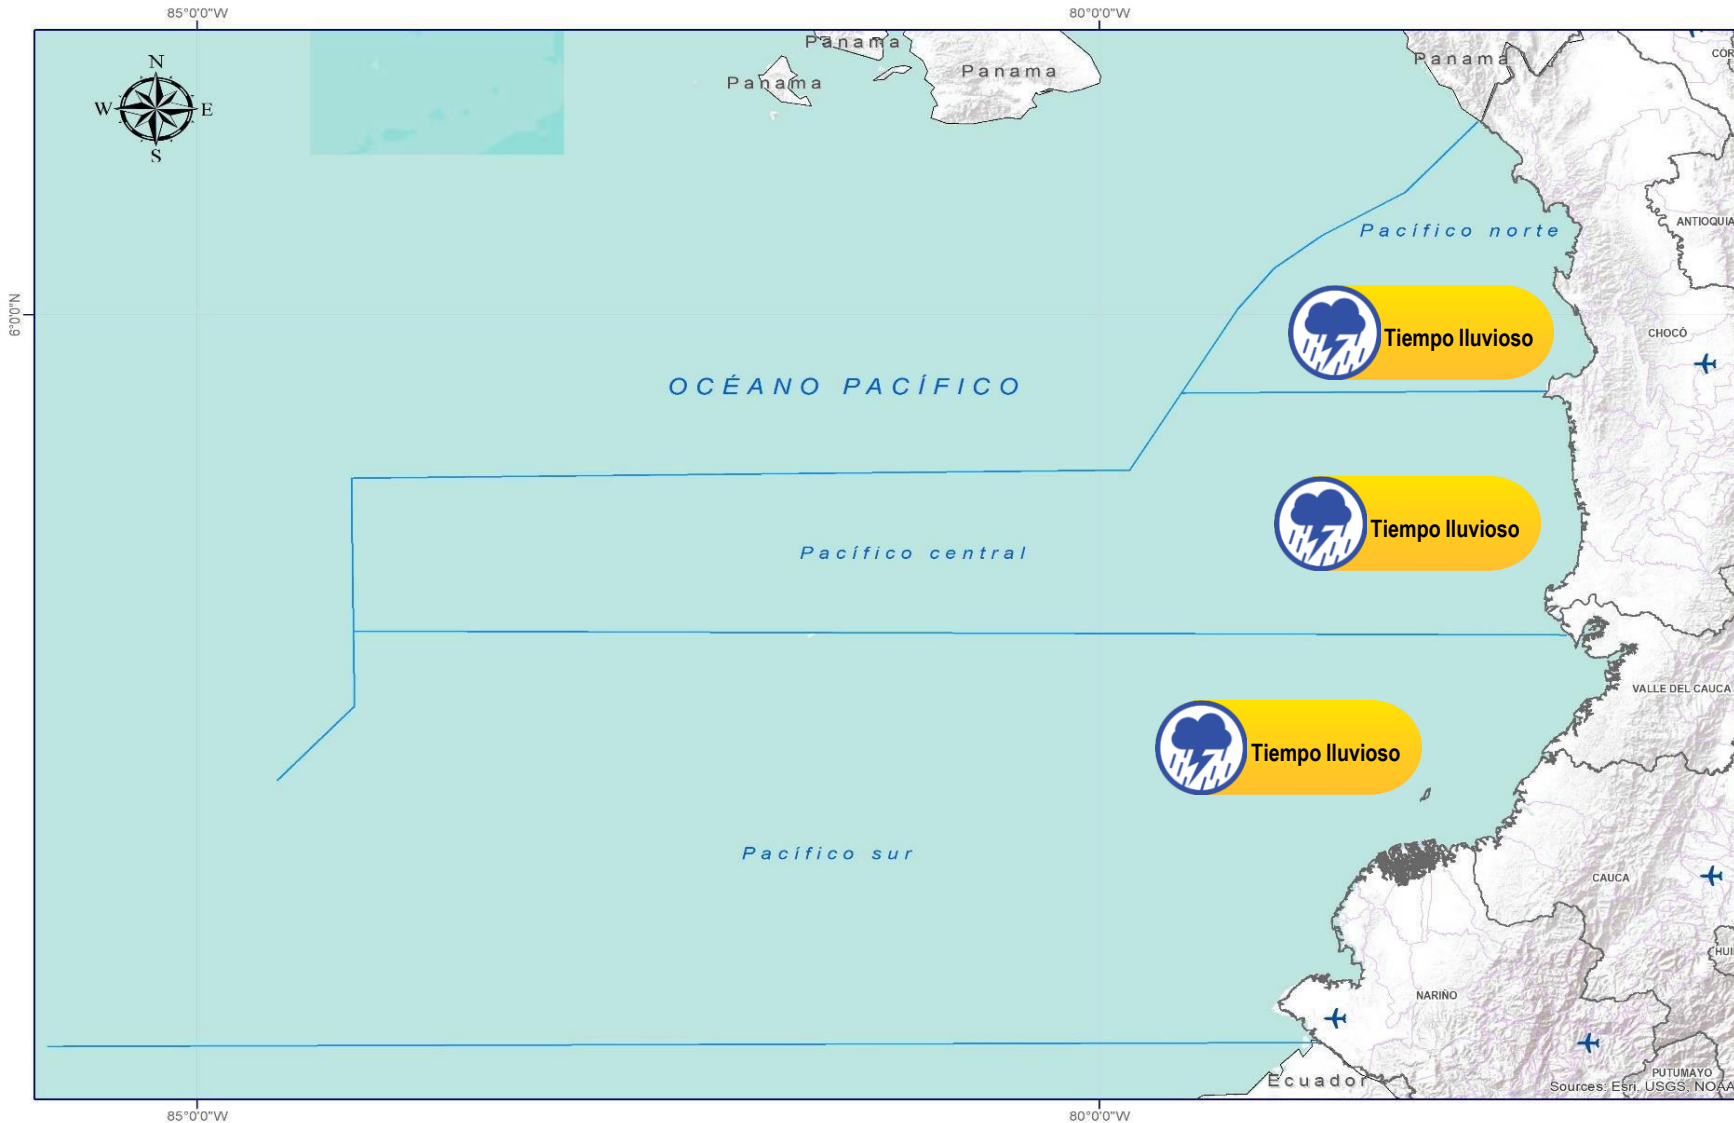 85°0'0"W
80°0'0"W
Panama
Panama
Panama
Panama
COR
N
W
E
S
ANTIOQUIA
Pacífico norte
6°0'0"N
Tiempo lluvioso
CHOCÓ
OCÉANO PACÍFICO
Tiempo lluvioso
Pacífico central
VALLE DEL CAUCA
Tiempo lluvioso
Pacífico sur
CAUCA
HUI
NARIÑO
PUTUMAYO
Ecuador
Sources: Esri, USGS, NOAA
85°0'0"W
80°0'0"W